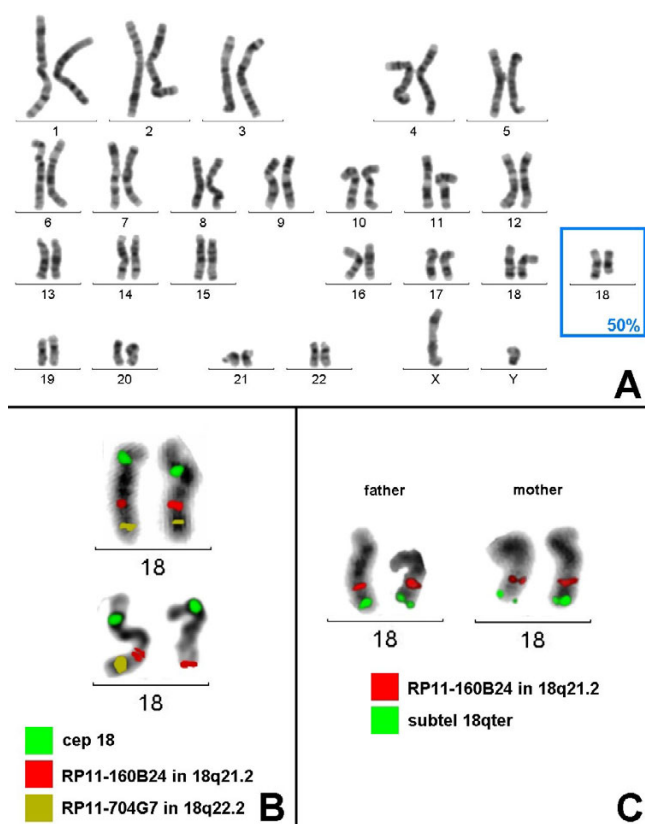 1 2 3 4 5
6 7 8 9 10 11 12
13 14 15 16 17 18 18
50%
19 20 21 22 X Y
A
father mother
18
18 18
18
RP11-160B24 in 18q21.2
subtel 18qter
cep 18
RP11-160B24 in 18q21.2
RP11-704G7 in 18q22.2
B
C